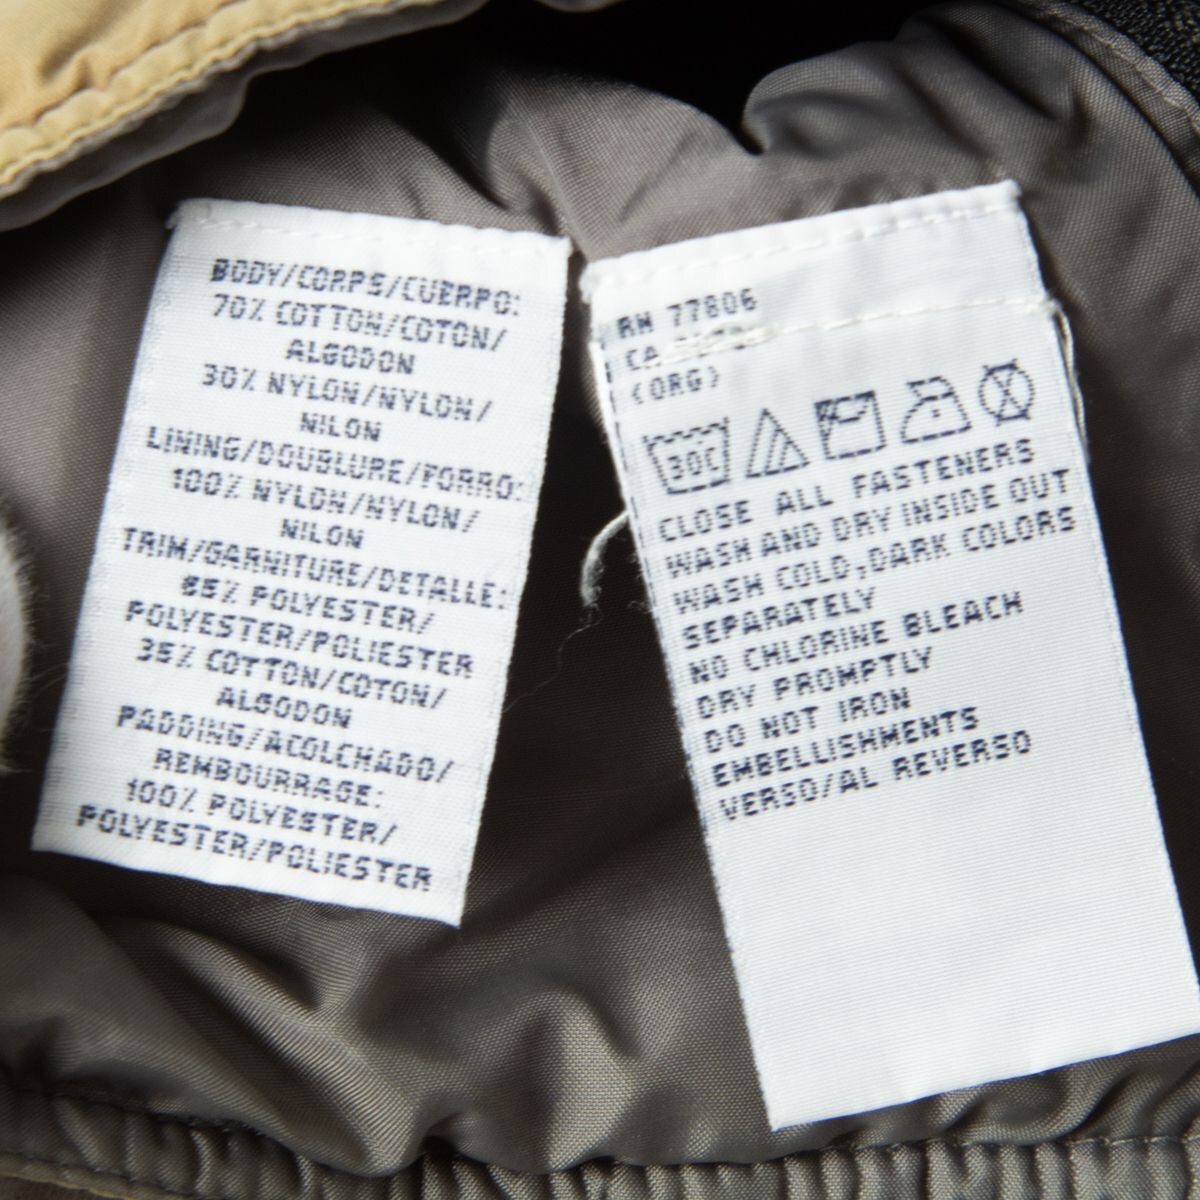 BODY/CORPS/CUERPO:
70% COTTON/COTON/
ALGODON
30% NYLON/NYLON/
NILON
LINING/DOUBLURE/FORRO:
100% NYLON/NYLON/
NILON
TRIM/GARNITURE/DETALLE:
65% POLYESTER/
POLYESTER/POLIESTER
35% COTTON/COTON/
ALGODON
PADDING/ACOLCHADO/
REMBOURRAGE:
100% POLYESTER/
POLYESTER/POLIESTER
RN 77806
CA
(ORG)
30C
CLOSE ALL FASTENERS
WASH AND DRY INSIDE OUT
WASH COLD,DARK COLORS
SEPARATELY
NO CHLORINE BLEACH
DRY PROMPTLY
DO NOT IRON
EMBELLISHMENTS
VERSO/AL REVERSO